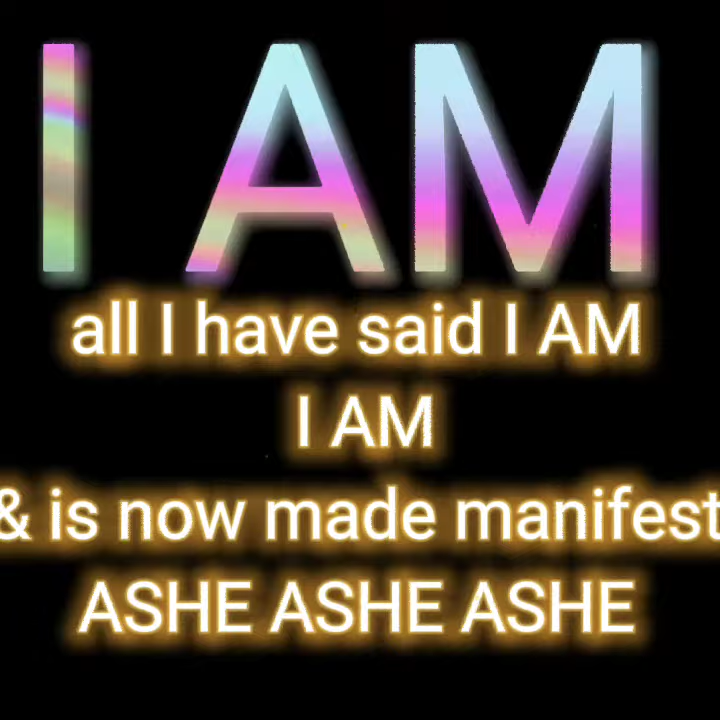 I AM
all I have said I AM
I AM
& is now made manifest
ASHE ASHE ASHE